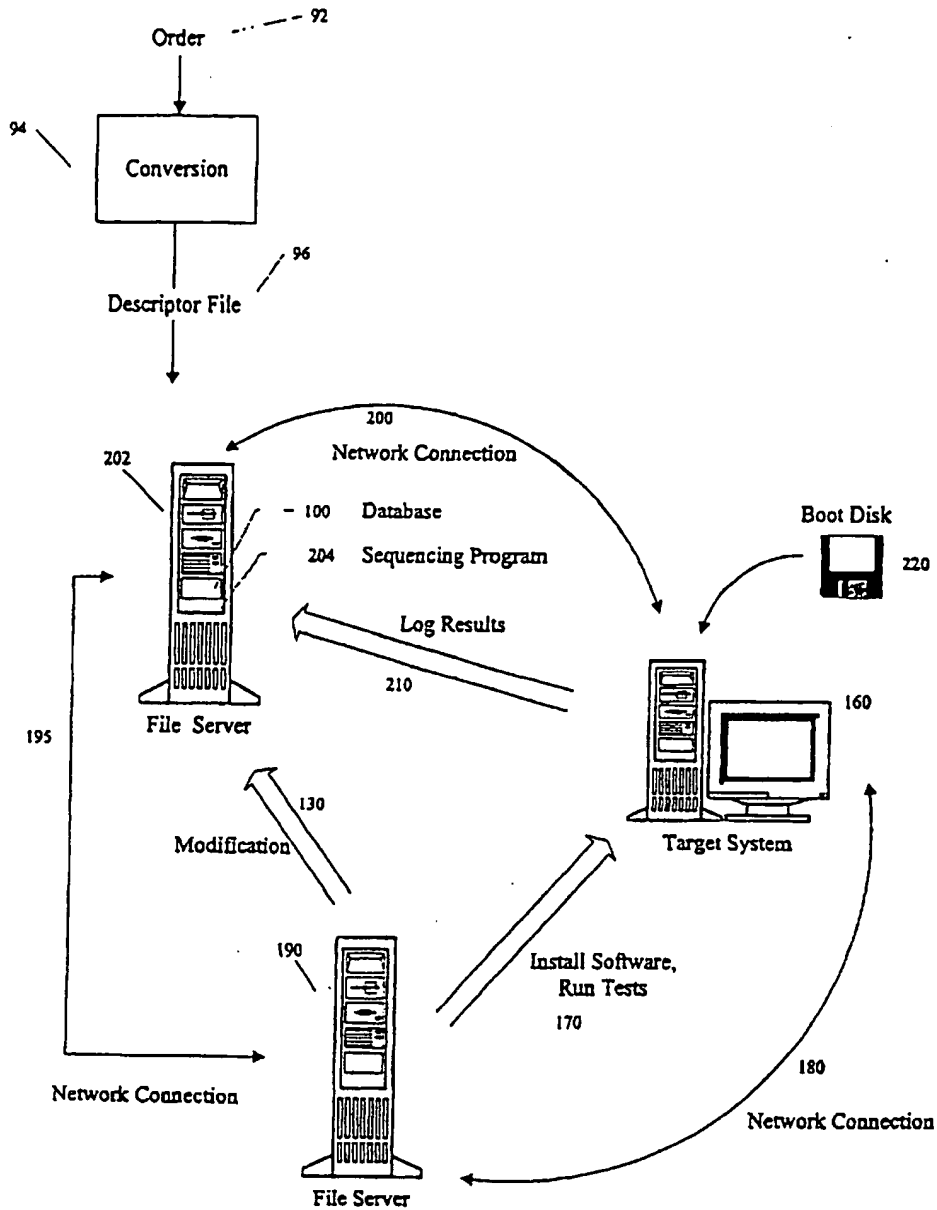 Order
92
94
Conversion
96
Descriptor File
200
Network Connection
202
100 Database
204 Sequencing Program
Boot Disk
220
Log Results
210
File Server
195
160
Target System
130
Modification
190
Install Software,
Run Tests
170
180
Network Connection
Network Connection
File Server